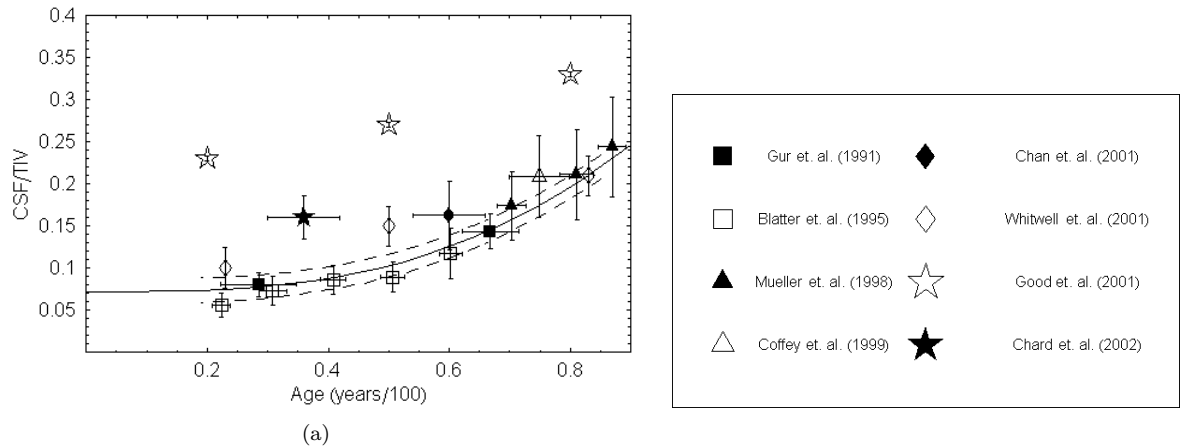 0.4
0.35
0.3
0.25
0.2
0.15
0.1
0.05
CSF/TIV
0.2 0.4 0.6 0.8
Age (years/100)
(a)
Gur et. al. (1991) Chan et. al. (2001)
Blatter et. al. (1995) Whitwell et. al. (2001)
Mueller et. al. (1998) Good et. al. (2001)
Coffey et. al. (1999) Chard et. al. (2002)